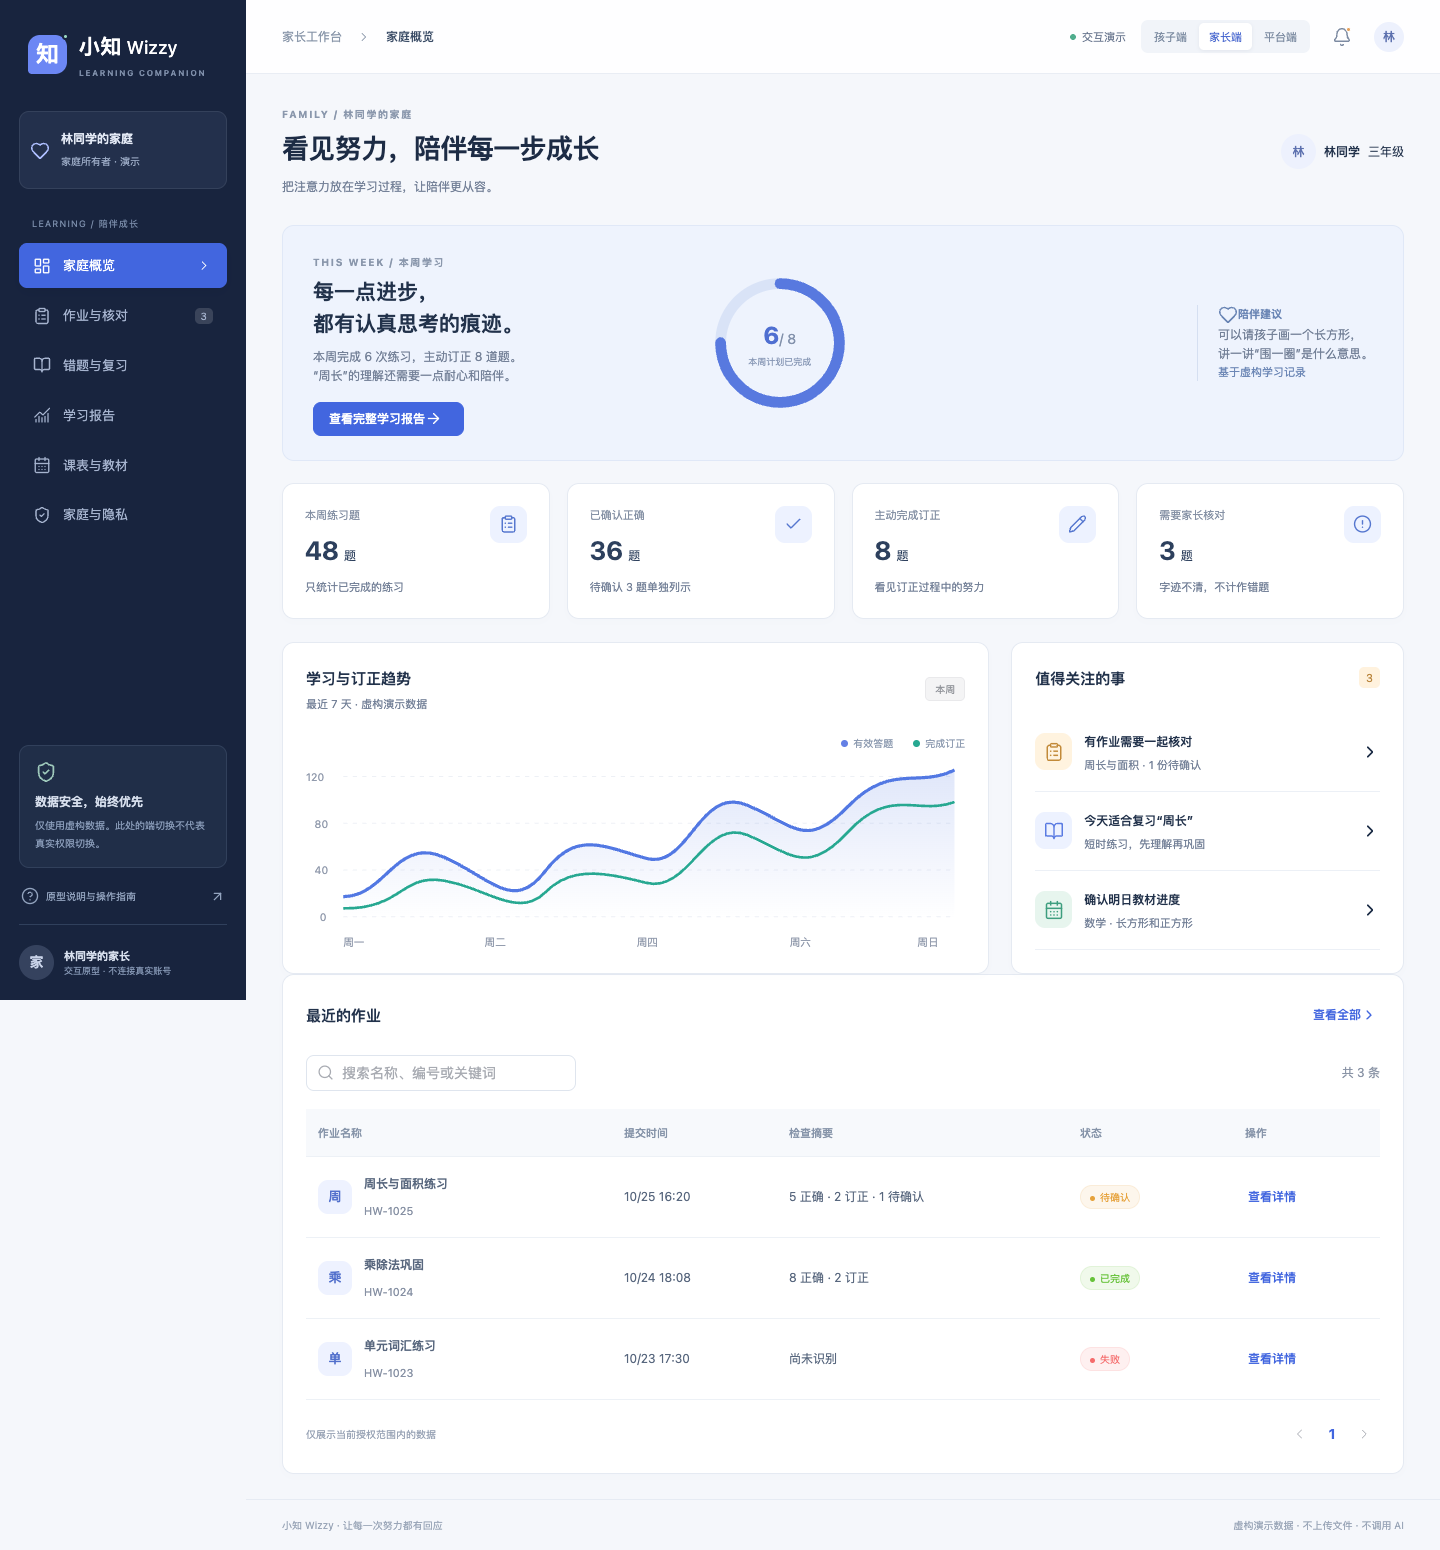 知
小知 Wizzy
LEARNING COMPANION
林同学的家庭
家庭所有者 · 演示
LEARNING / 陪伴成长
家庭概览
作业与核对 3
错题与复习
学习报告
课表与教材
家庭与隐私
数据安全，始终优先
仅使用虚构数据。此处的端切换不代表
真实权限切换。
原型说明与操作指南
家
林同学的家长
交互原型 · 不连接真实账号
家长工作台 家庭概览
交互演示 孩子端 家长端 平台端 林
FAMILY / 林同学的家庭
看见努力，陪伴每一步成长
把注意力放在学习过程，让陪伴更从容。
林 林同学 三年级
THIS WEEK / 本周学习
每一点进步，
都有认真思考的痕迹。
本周完成 6 次练习，主动订正 8 道题。
“周长”的理解还需要一点耐心和陪伴。
查看完整学习报告
6/ 8
本周计划已完成
陪伴建议
可以请孩子画一个长方形，
讲一讲“围一圈”是什么意思。
基于虚构学习记录
本周练习题
48 题
只统计已完成的练习
已确认正确
36 题
待确认 3 题单独列示
主动完成订正
8 题
看见订正过程中的努力
需要家长核对
3 题
字迹不清，不计作错题
学习与订正趋势
最近 7 天 · 虚构演示数据
本周
有效答题 完成订正
120
80
40
0
周一 周二 周四 周六 周日
值得关注的事 3
有作业需要一起核对
周长与面积 · 1 份待确认
今天适合复习“周长”
短时练习，先理解再巩固
确认明日教材进度
数学 · 长方形和正方形
最近的作业 查看全部
搜索名称、编号或关键词 共 3 条
作业名称 提交时间 检查摘要 状态 操作
周 周长与面积练习 HW-1025 10/25 16:20 5 正确 · 2 订正 · 1 待确认 待确认 查看详情
乘 乘除法巩固 HW-1024 10/24 18:08 8 正确 · 2 订正 已完成 查看详情
单 单元词汇练习 HW-1023 10/23 17:30 尚未识别 失败 查看详情
仅展示当前授权范围内的数据 1
小知 Wizzy · 让每一次努力都有回应 虚构演示数据 · 不上传文件 · 不调用 AI